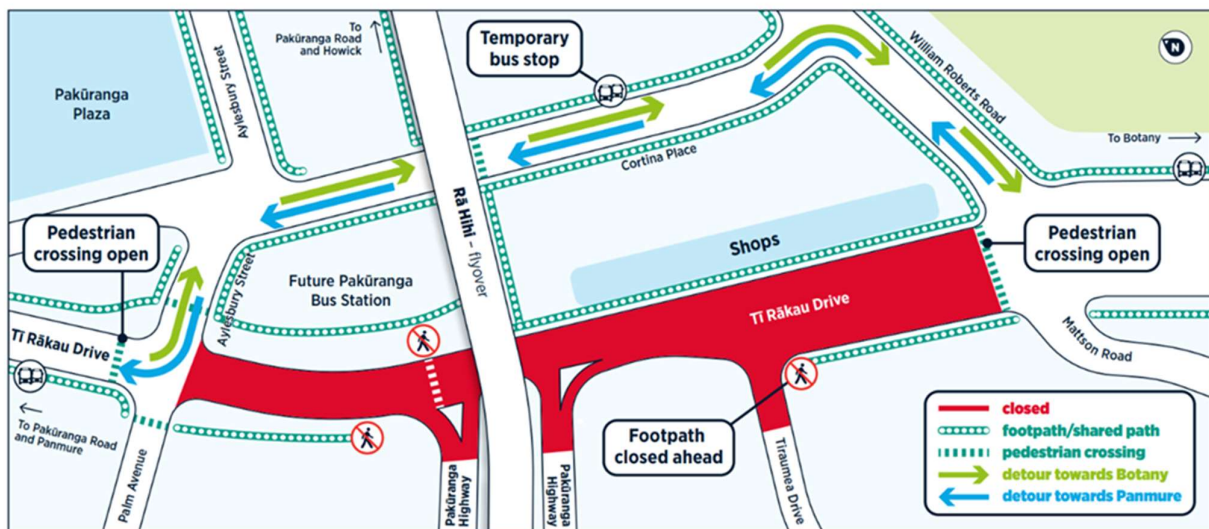 To
Pakūranga Road
and Howick
Temporary
bus stop
William Roberts Road
N
Pakūranga
Plaza
Aylesbury Street
To Botany
Cortina Place
Rā Hihi – flyover
Pedestrian
crossing open
Shops
Pedestrian
crossing open
Aylesbury Street
Future Pakūranga
Bus Station
Tī Rākau Drive
Tī Rākau Drive
Mattson Road
To Pakūranga Road
and Panmure
Palm Avenue
Pakūranga
Highway
Pakūranga
Highway
Footpath
closed ahead
Tiraumea Drive
closed
footpath/shared path
pedestrian crossing
detour towards Botany
detour towards Panmure